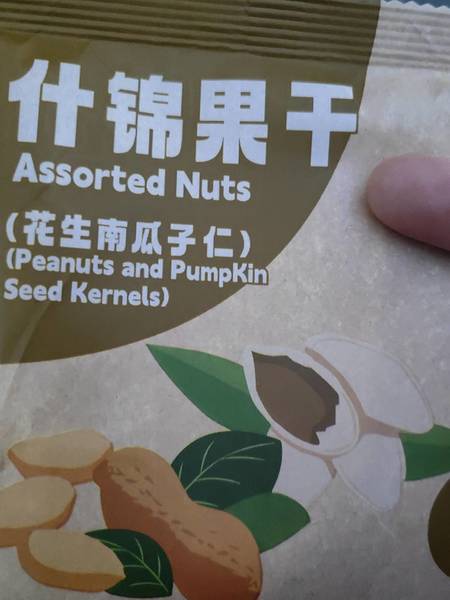 什锦果干
Assorted Nuts
(花生南瓜子仁)
(Peanuts and PumpKin
Seed Kernels)